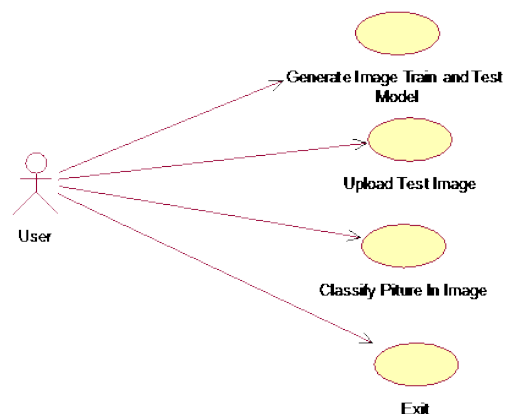 Generate Image Train and Test
Model
Upload Test Image
User
Classify Piture In Image
Exit